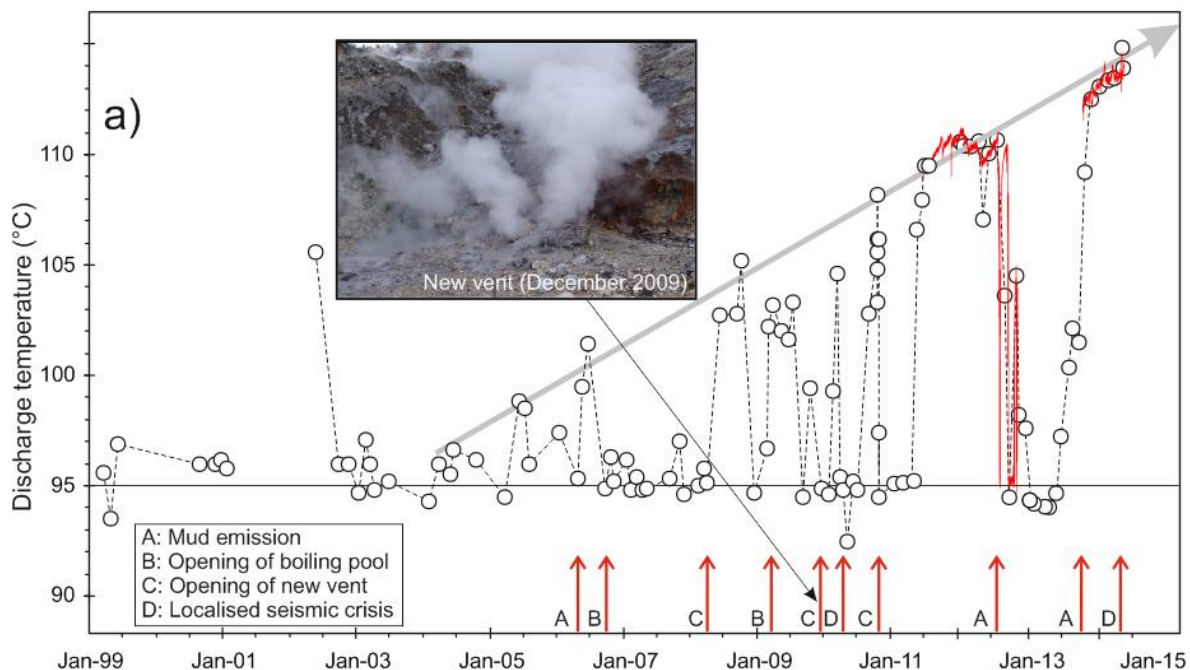 a)
Discharge temperature (°C)
110
105
100
95
90
New vent (December 2009)
A: Mud emission
B: Opening of boiling pool
C: Opening of new vent
D: Localised seismic crisis
A B C B C D C A A D
Jan-99 Jan-01 Jan-03 Jan-05 Jan-07 Jan-09 Jan-11 Jan-13 Jan-15